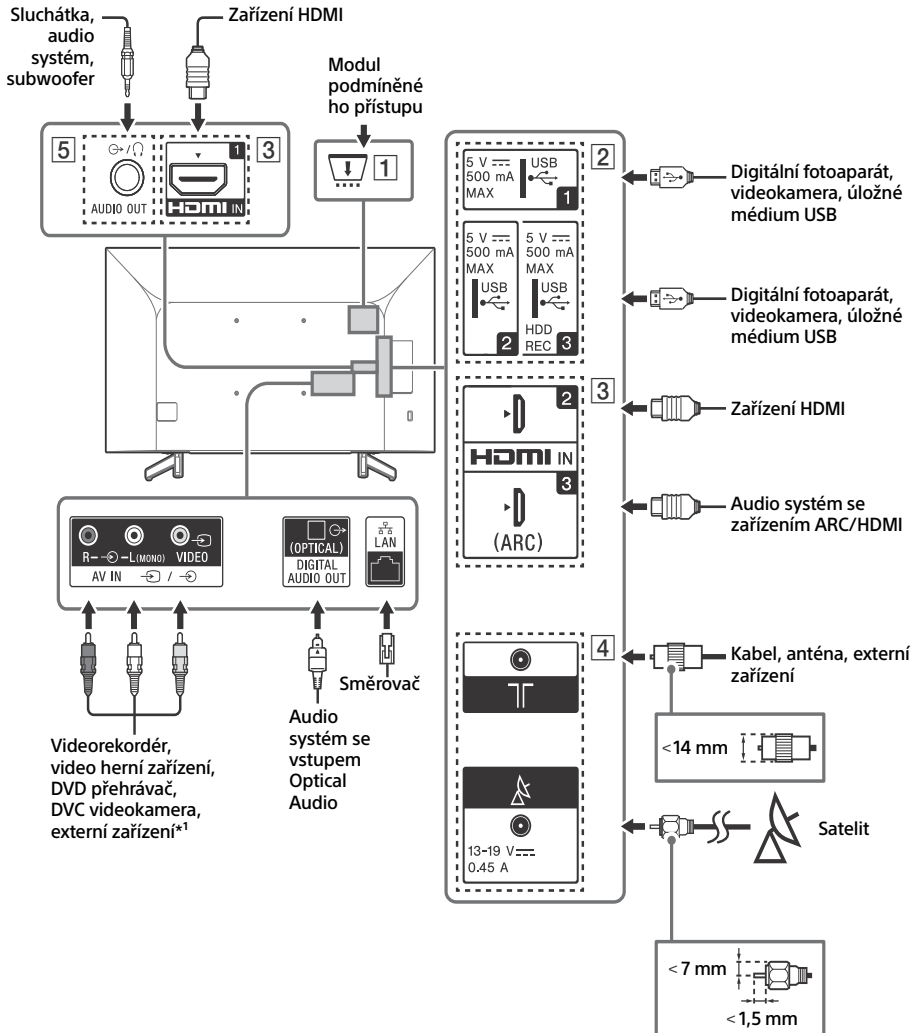 Sluchátka,
audio
systém,
subwoofer
Zařízení HDMI
Modul
podmíněné
ho přístupu
5
AUDIO OUT
1
HDMI IN
3
1
2
5 V
500 mA
MAX
USB
1
Digitální fotoaparát,
videokamera, úložné
médium USB
5 V
500 mA
MAX
USB
2
5 V
500 mA
MAX
USB
HDD
REC 3
Digitální fotoaparát,
videokamera, úložné
médium USB
3
2
HDMI IN
3
(ARC)
Zařízení HDMI
Audio systém se
zařízením ARC/HDMI
R
L(MONO)
VIDEO
AV IN
/
(OPTICAL)
DIGITAL
AUDIO OUT
LAN
Směrovač
Audio
systém se
vstupem
Optical
Audio
Videorekordér,
video herní zařízení,
DVD přehrávač,
DVC videokamera,
externí zařízení*1
4
Kabel, anténa, externí
zařízení
<14 mm
13-19 V
0.45 A
Satelit
<7 mm
<1,5 mm